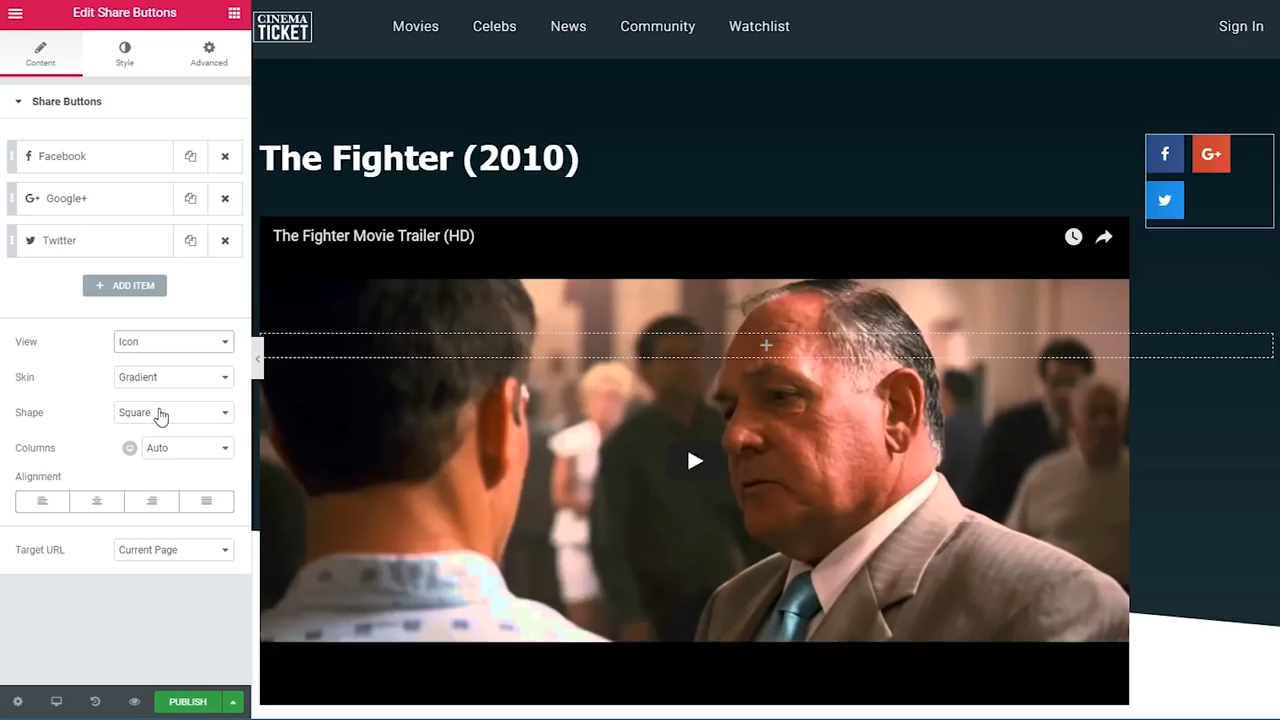 Edit Share Buttons
Content
Style
Advanced
Share Buttons
Facebook
G+ Google+
Twitter
+ ADD ITEM
View
Icon
Skin
Gradient
Shape
Square
Columns
Auto
Alignment
Target URL
Current Page
PUBLISH
CINEMA
TICKET
Movies
Celebs
News
Community
Watchlist
Sign In
The Fighter (2010)
f
G+
The Fighter Movie Trailer (HD)